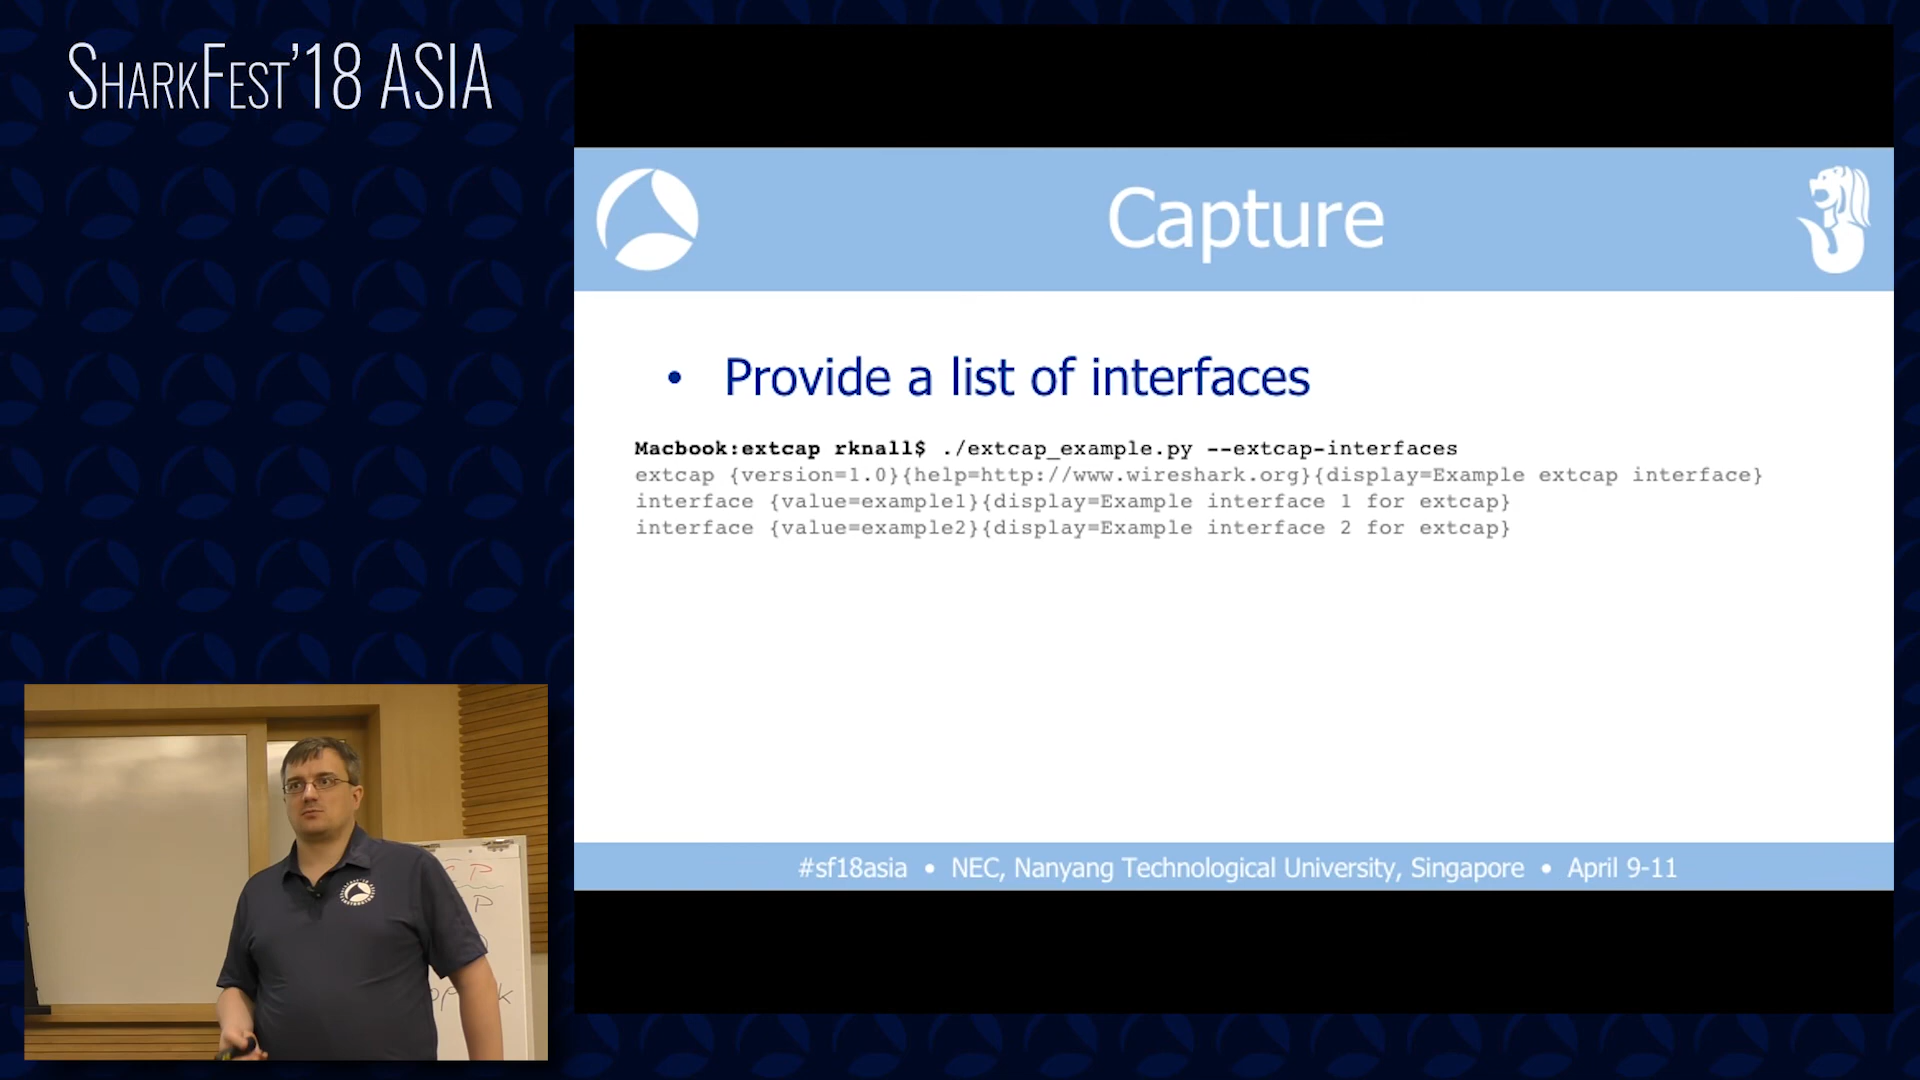 SHARKFEST'18 ASIA
Capture
• Provide a list of interfaces
Macbook:extcap rknall$ ./extcap_example.py --extcap-interfaces
extcap {version=1.0}{help=http://www.wireshark.org}{display=Example extcap interface}
interface {value=example1}{display=Example interface 1 for extcap}
interface {value=example2}{display=Example interface 2 for extcap}
#sf18asia • NEC, Nanyang Technological University, Singapore • April 9-11